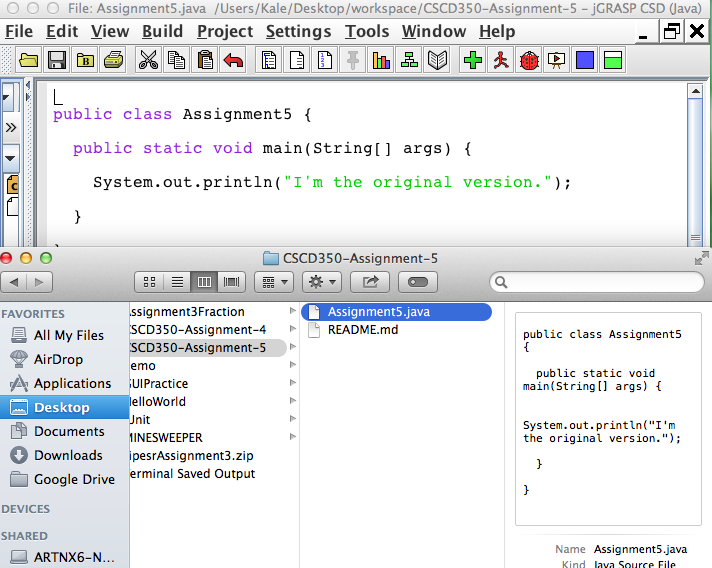 File: Assignment5.java /Users/Kale/Desktop/workspace/CSCD350-Assignment-5 - jGRASP CSD (Java)
File Edit View Build Project Settings Tools Window Help
public class Assignment5 {
public static void main(String[] args) {
System.out.println("I'm the original version.");
}
CSCD350-Assignment-5
FAVORITES
All My Files
AirDrop
Applications
Desktop
Documents
Downloads
Google Drive
DEVICES
SHARED
ARTNX6-N...
ssignment3Fraction
CSCD350-Assignment-4
CSCD350-Assignment-5
emo
UIPractice
elloWorld
Unit
MINESWEEPER
ipesrAssignment3.zip
erminal Saved Output
Assignment5.java
README.md
public class Assignment5
{
public static void
main(String[] args) {
System.out.println("I'm
the original version.");
}
}
Name Assignment5.java
Kind Java Source File